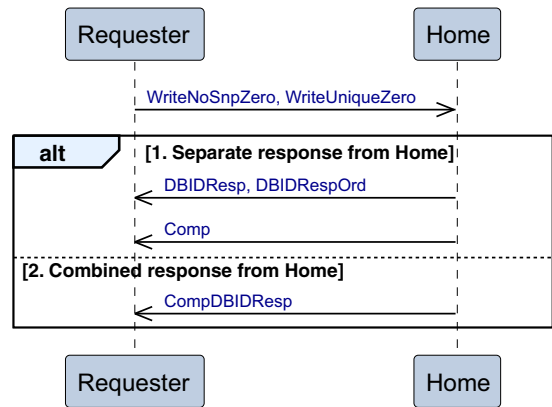 Requester Home
WriteNoSnpZero, WriteUniqueZero
alt [1. Separate response from Home]
DBIDResp, DBIDRespOrd
Comp
[2. Combined response from Home]
CompDBIDResp
Requester Home